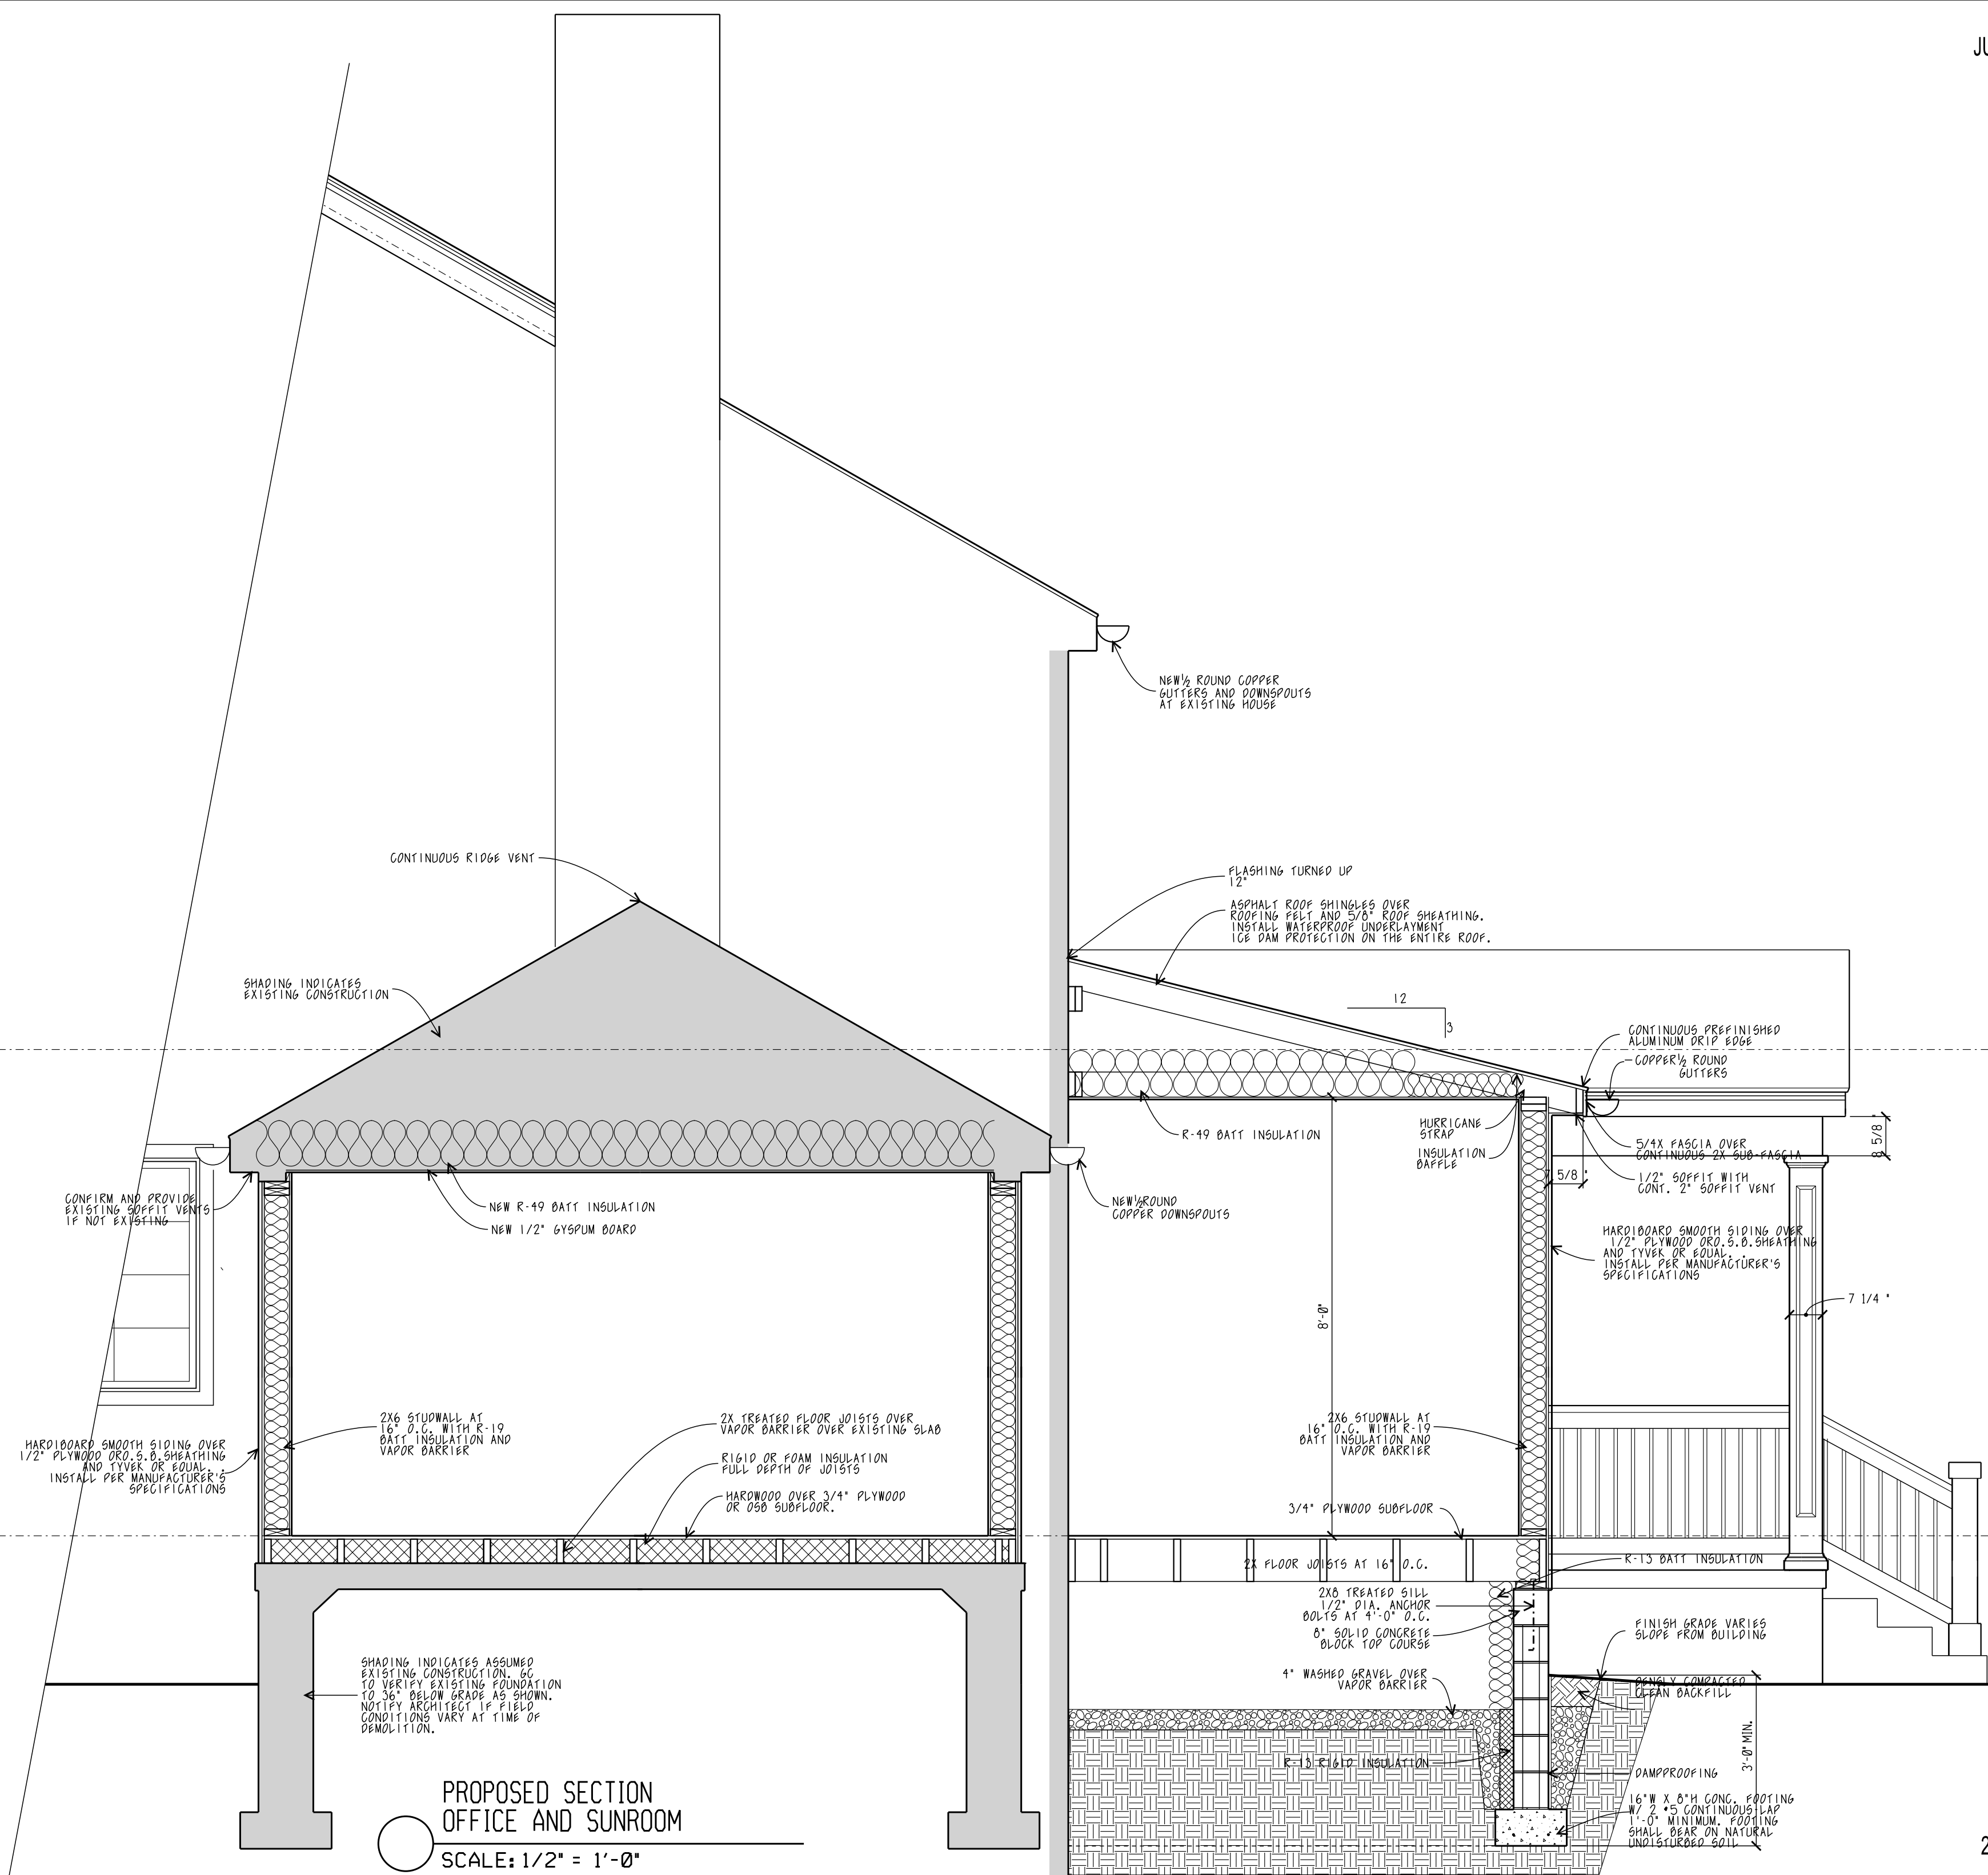 JU
NEW ½ ROUND COPPER
GUTTERS AND DOWNSPOUTS
AT EXISTING HOUSE
CONTINUOUS RIDGE VENT
FLASHING TURNED UP
12"
ASPHALT ROOF SHINGLES OVER
ROOFING FELT AND 5/8" ROOF SHEATHING.
INSTALL WATERPROOF UNDERLAYMENT
ICE DAM PROTECTION ON THE ENTIRE ROOF.
SHADING INDICATES
EXISTING CONSTRUCTION
12
3
CONTINUOUS PREFINISHED
ALUMINUM DRIP EDGE
COPPER ½ ROUND
GUTTERS
R-49 BATT INSULATION
HURRICANE
STRAP
INSULATION
BAFFLE
5/4X FASCIA OVER
CONTINUOUS 2X SUB-FASCIA
8 5/8 "
5/8 "
1/2" SOFFIT WITH
CONT. 2" SOFFIT VENT
CONFIRM AND PROVIDE
EXISTING SOFFIT VENTS
IF NOT EXISTING
NEW R-49 BATT INSULATION
NEW 1/2" GYSPUM BOARD
NEW ½ ROUND
COPPER DOWNSPOUTS
HARDIBOARD SMOOTH SIDING OVER
1/2" PLYWOOD ORO.S.B.SHEATHING
AND TYVEK OR EQUAL. .
INSTALL PER MANUFACTURER'S
SPECIFICATIONS
7 1/4 "
8'-0"
HARDIBOARD SMOOTH SIDING OVER
1/2" PLYWOOD ORO.S.B.SHEATHING
AND TYVEK OR EQUAL. .
INSTALL PER MANUFACTURER'S
SPECIFICATIONS
2X6 STUDWALL AT
16" O.C. WITH R-19
BATT INSULATION AND
VAPOR BARRIER
2X TREATED FLOOR JOISTS OVER
VAPOR BARRIER OVER EXISTING SLAB
RIGID OR FOAM INSULATION
FULL DEPTH OF JOISTS
HARDWOOD OVER 3/4" PLYWOOD
OR OSB SUBFLOOR.
2X6 STUDWALL AT
16" O.C. WITH R-19
BATT INSULATION AND
VAPOR BARRIER
3/4" PLYWOOD SUBFLOOR
2X FLOOR JOISTS AT 16" O.C.
R-13 BATT INSULATION
2X8 TREATED SILL
1/2" DIA. ANCHOR
BOLTS AT 4'-0" O.C.
8" SOLID CONCRETE
BLOCK TOP COURSE
FINISH GRADE VARIES
SLOPE FROM BUILDING
4" WASHED GRAVEL OVER
VAPOR BARRIER
DENSLY COMPACTED
CLEAN BACKFILL
SHADING INDICATES ASSUMED
EXISTING CONSTRUCTION. GC
TO VERIFY EXISTING FOUNDATION
TO 36" BELOW GRADE AS SHOWN.
NOTIFY ARCHITECT IF FIELD
CONDITIONS VARY AT TIME OF
DEMOLITION.
R-13 RIGID INSULATION
3'-0" MIN.
DAMPPROOFING
16"W X 8"H CONC. FOOTING
W/ 2 #5 CONTINUOUS-LAP
1'-0" MINIMUM. FOOTING
SHALL BEAR ON NATURAL
UNDISTURBED SOIL
PROPOSED SECTION
OFFICE AND SUNROOM
SCALE: 1/2" = 1'-0"
2